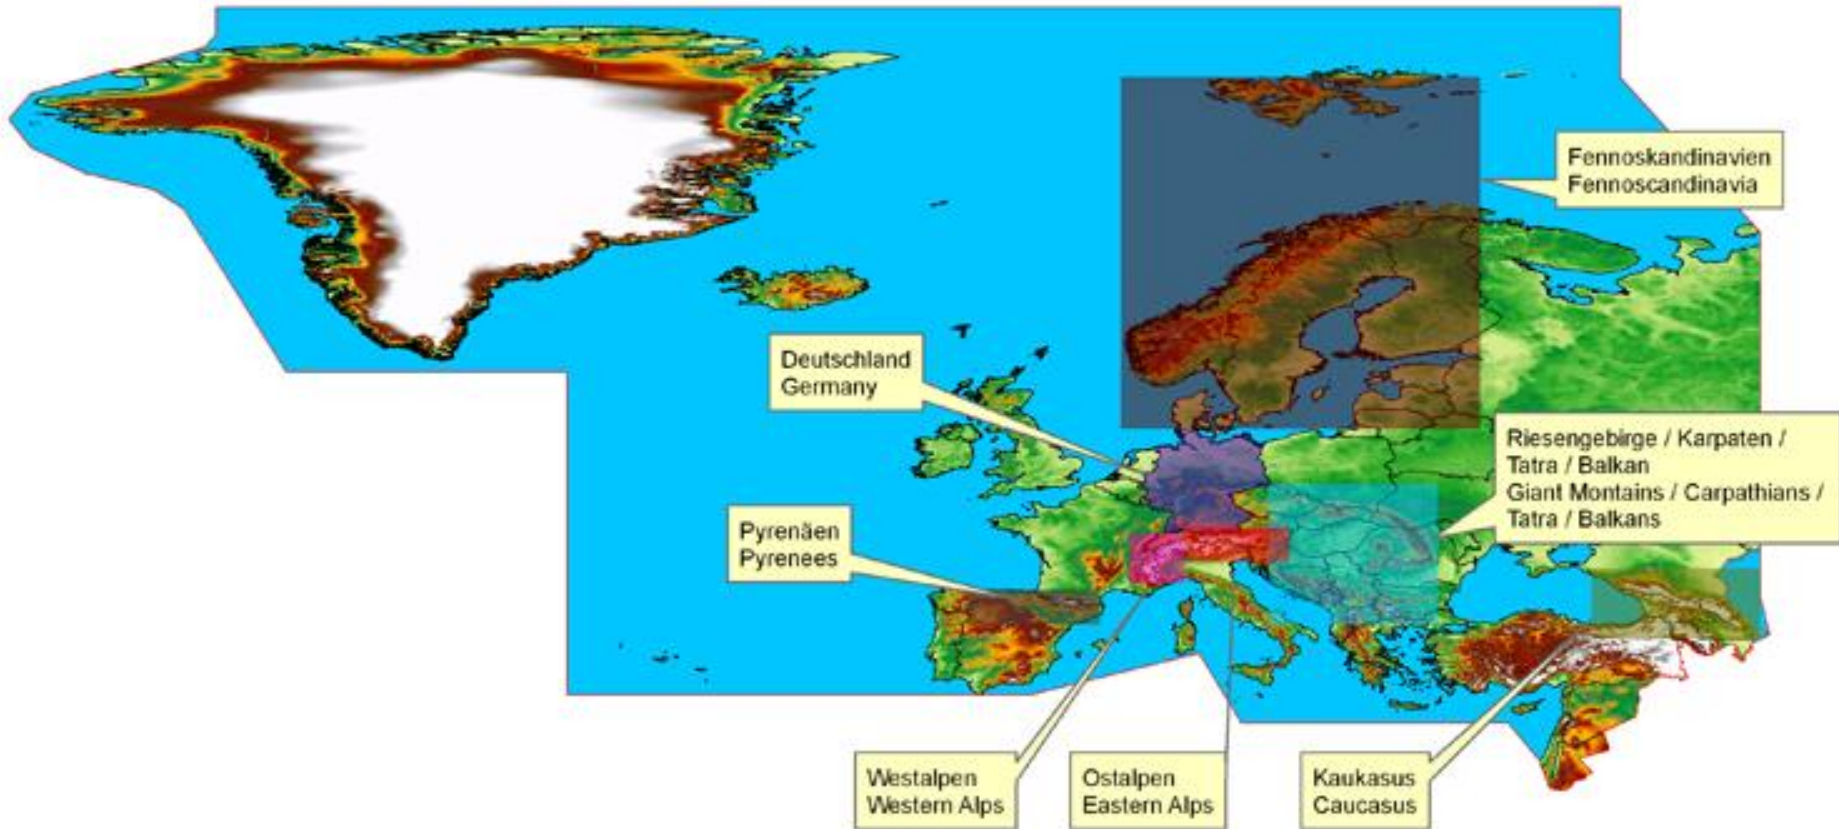 Fennoskandinavien
Fennoscandinavia
Deutschland
Germany
Riesengebirge / Karpaten /
Tatra / Balkan
Giant Montains / Carpathians /
Tatra / Balkans
Pyrenäen
Pyrenees
Westalpen
Western Alps
Ostalpen
Eastern Alps
Kaukasus
Caucasus